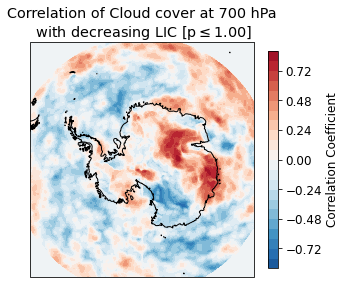 Correlation of Cloud cover at 700 hPa
with decreasing LIC [p ≤ 1.00]
0.72
0.48
0.24
0.00
−0.24
−0.48
−0.72
Correlation Coefficient